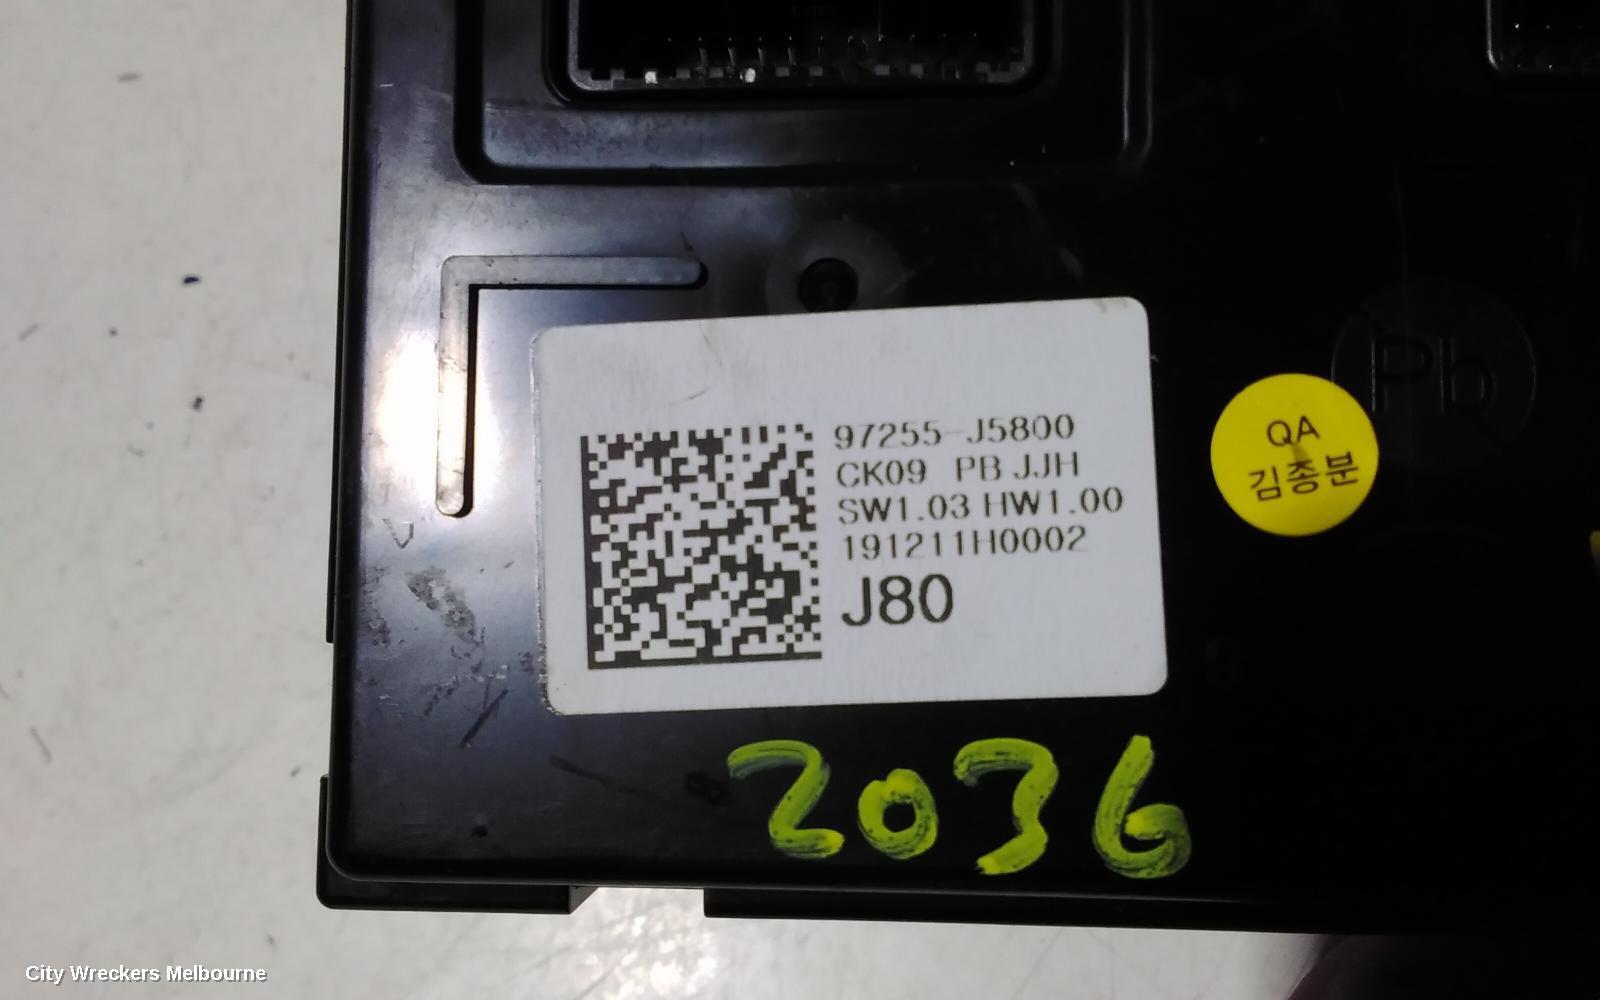 97255-J5800
CK09 PB JJH
SW1.03 HW1.00
191211H0002
J80
Pb
QA
김종분
2036
City Wreckers Melbourne